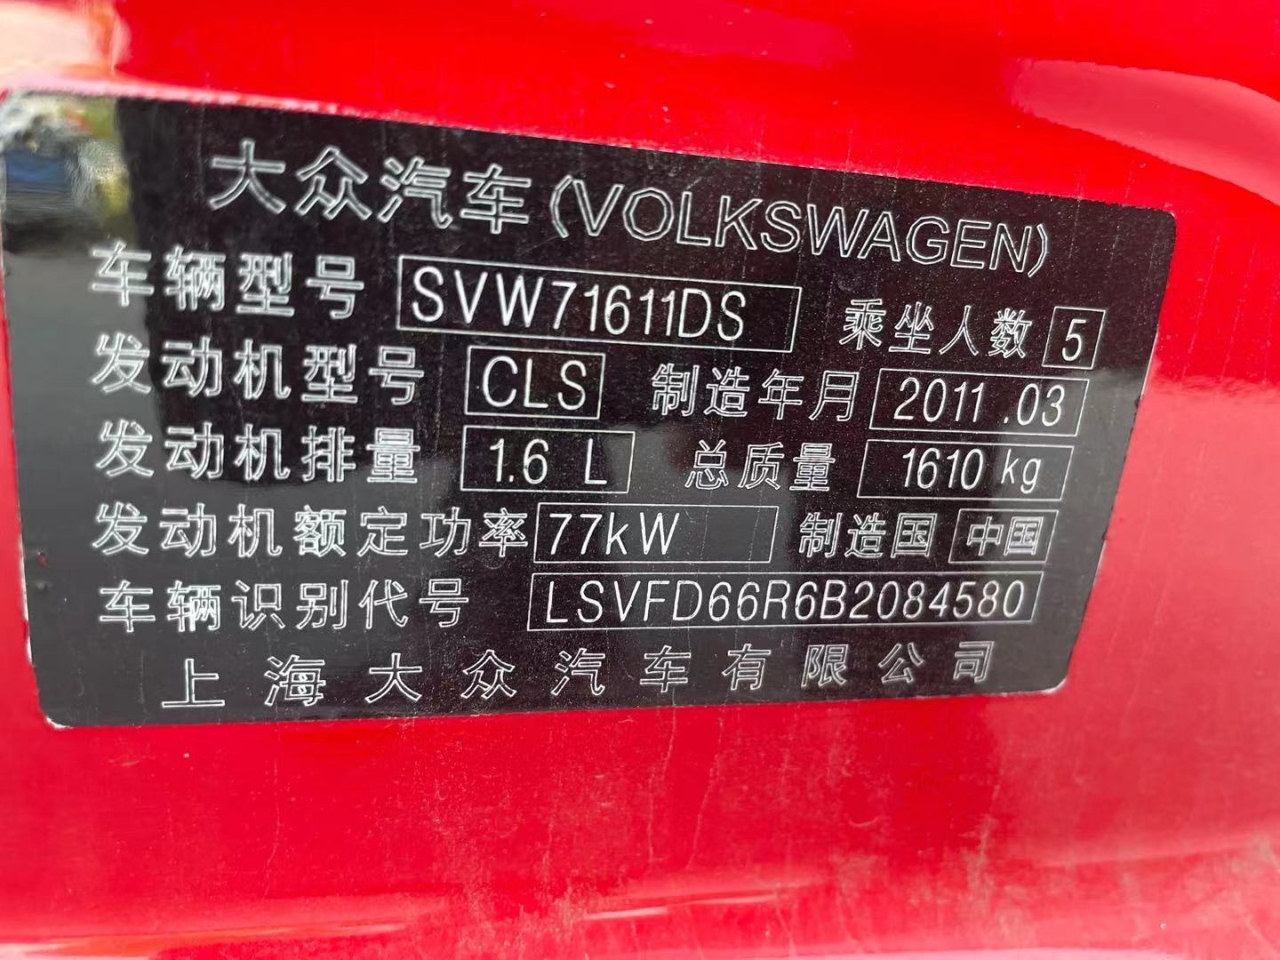 大众汽车(VOLKSWAGEN)
车辆型号 SVW71611DS 乘坐人数 5
发动机型号 CLS 制造年月 2011.03
发动机排量 1.6 L 总质量 1610 kg
发动机额定功率 77kW 制造国 中国
车辆识别代号 LSVFD66R6B2084580
上海大众汽车有限公司